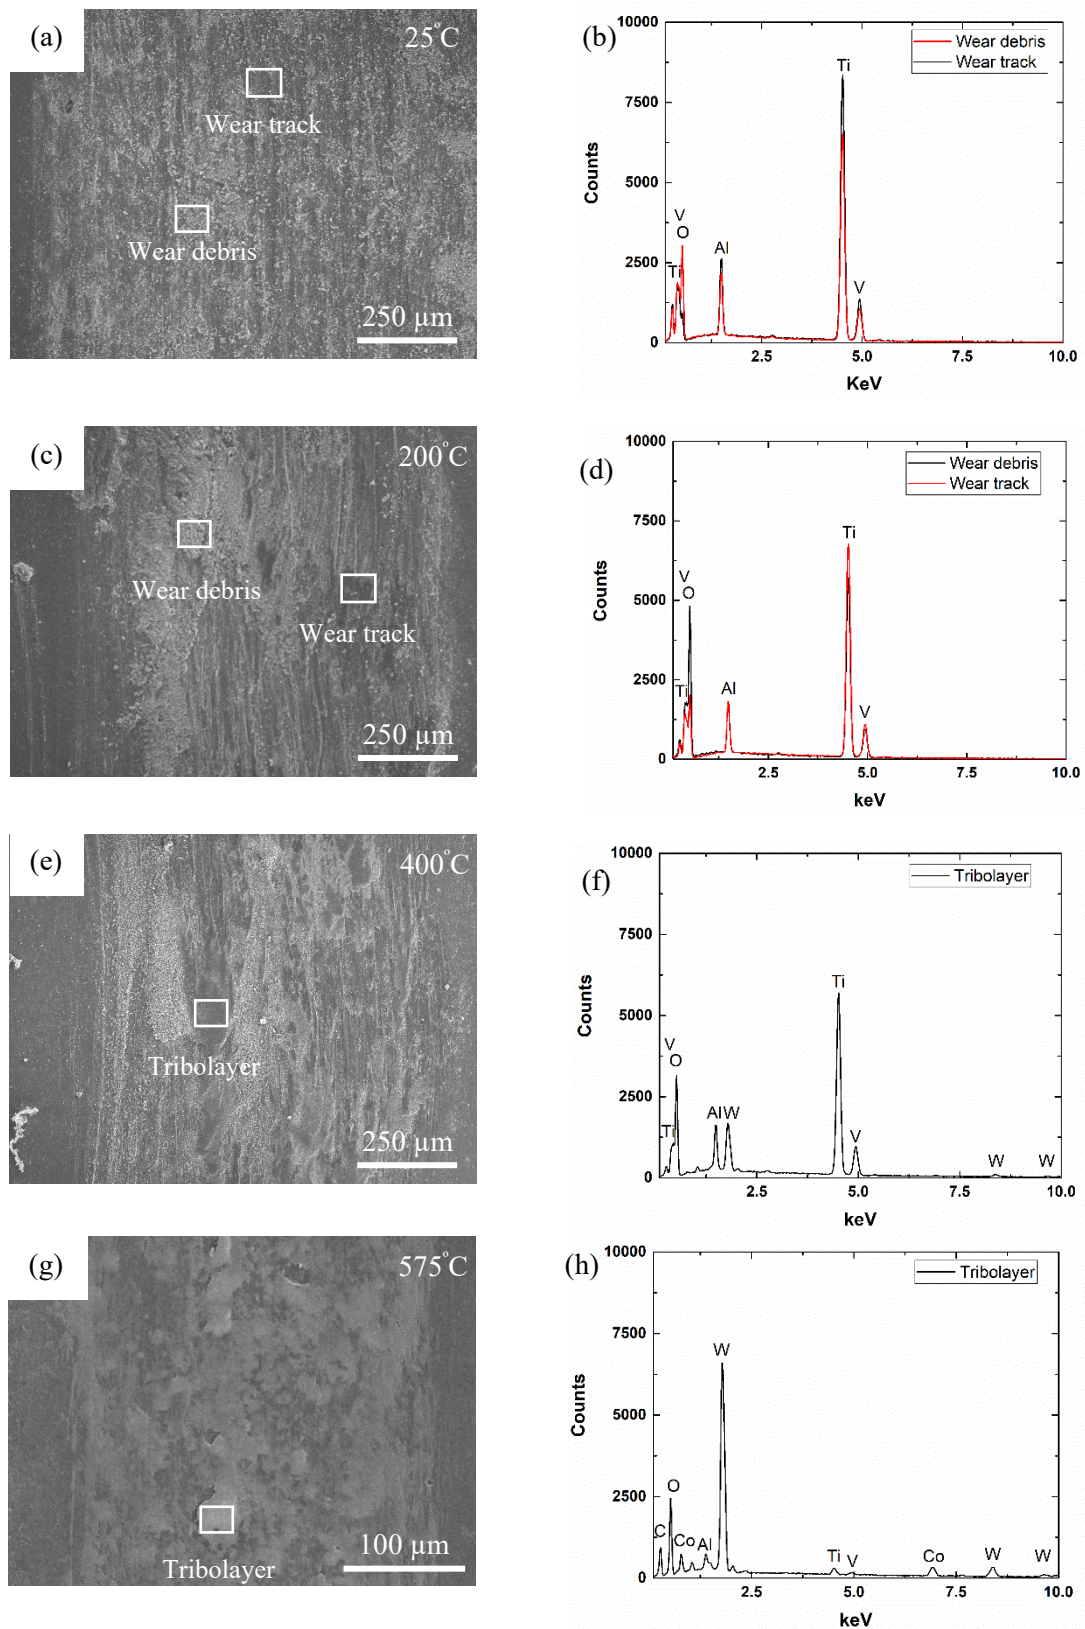 (a)
25°C
Wear track
Wear debris
250 µm
(b)
10000
7500
5000
2500
0
Counts
Wear debris
Wear track
Ti
V
O
Ti
Al
V
2.5
5.0
7.5
10.0
KeV
(c)
200°C
Wear debris
Wear track
250 µm
(d)
10000
7500
5000
2500
0
Counts
Wear debris
Wear track
Ti
V
O
Ti
Al
V
2.5
5.0
7.5
10.0
keV
(e)
400°C
Tribolayer
250 µm
(f)
10000
7500
5000
2500
0
Counts
Tribolayer
Ti
V
O
Ti
Al W
V
W
W
2.5
5.0
7.5
10.0
keV
(g)
575°C
Tribolayer
100 µm
(h)
10000
7500
5000
2500
0
Counts
Tribolayer
W
O
C
Co
Al
Ti
V
Co
W
W
2.5
5.0
7.5
10.0
keV